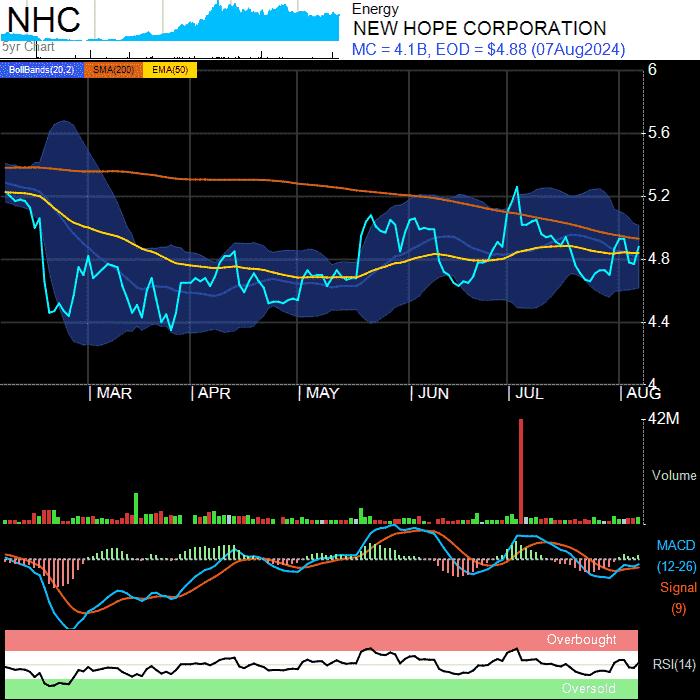 NHC
5yr Chart
Energy
NEW HOPE CORPORATION
MC = 4.1B, EOD = $4.88 (07Aug2024)
BollBands(20,2) SMA(200) EMA(50)
6
5.6
5.2
4.8
4.4
4
| MAR | APR | MAY | JUN | JUL | AUG
42M
Volume
MACD
(12-26)
Signal
(9)
Overbought
RSI(14)
Oversold